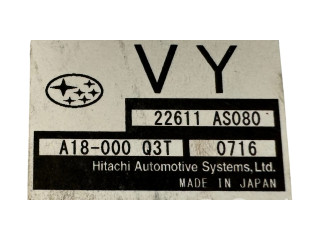 VY
22611 AS080
A18-000 Q3T 0716
Hitachi Automotive Systems,Ltd.
MADE IN JAPAN